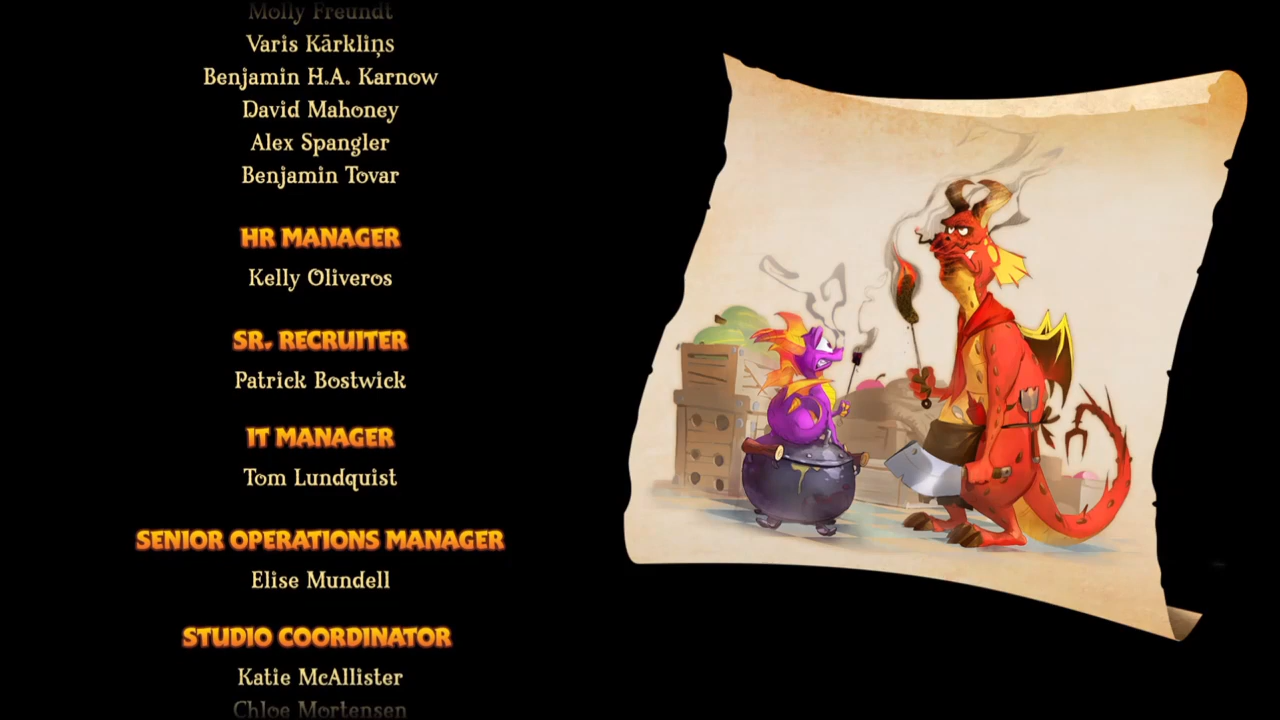 Molly Freundt
Varis Kārkliņs
Benjamin H.A. Karnow
David Mahoney
Alex Spangler
Benjamin Tovar
HR MANAGER
Kelly Oliveros
SR. RECRUITER
Patrick Bostwick
IT MANAGER
Tom Lundquist
SENIOR OPERATIONS MANAGER
Elise Mundell
STUDIO COORDINATOR
Katie McAllister
Chloe Mortensen